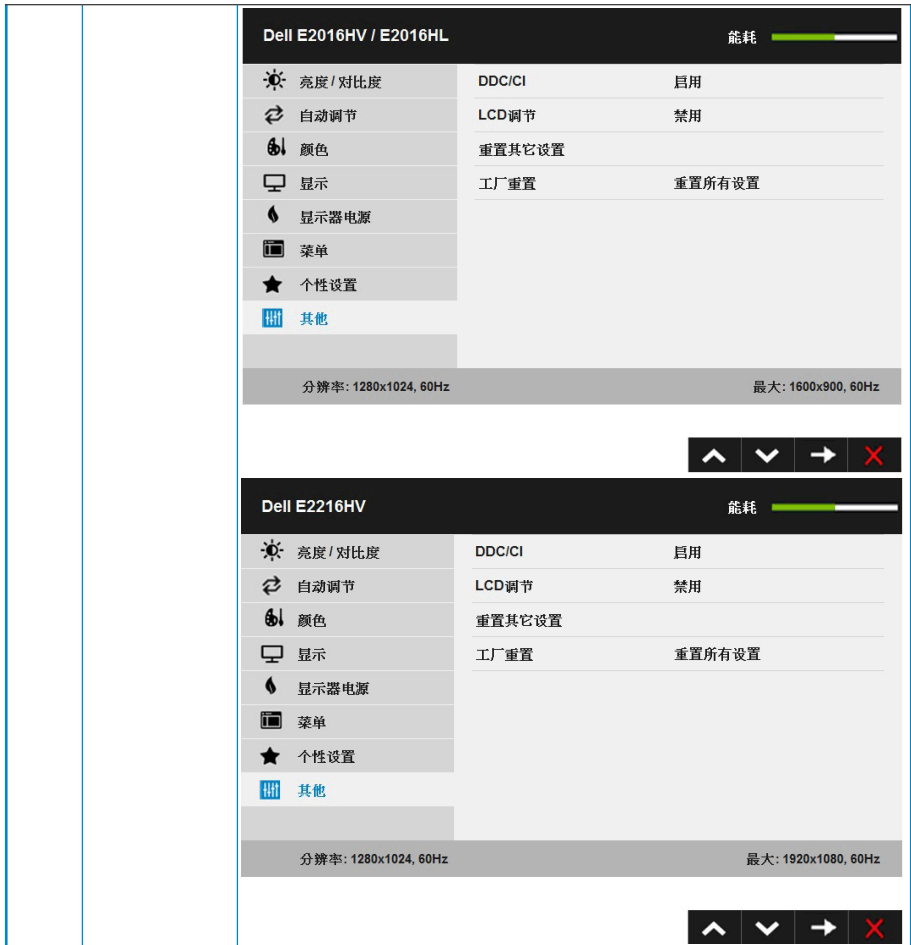 Dell E2016HV / E2016HL 能耗
亮度 / 对比度 DDC/CI 启用
自动调节 LCD调节 禁用
颜色 重置其它设置
显示 工厂重置 重置所有设置
显示器电源
菜单
个性设置
其他
分辨率: 1280x1024, 60Hz 最大: 1600x900, 60Hz
Dell E2216HV 能耗
亮度 / 对比度 DDC/CI 启用
自动调节 LCD调节 禁用
颜色 重置其它设置
显示 工厂重置 重置所有设置
显示器电源
菜单
个性设置
其他
分辨率: 1280x1024, 60Hz 最大: 1920x1080, 60Hz